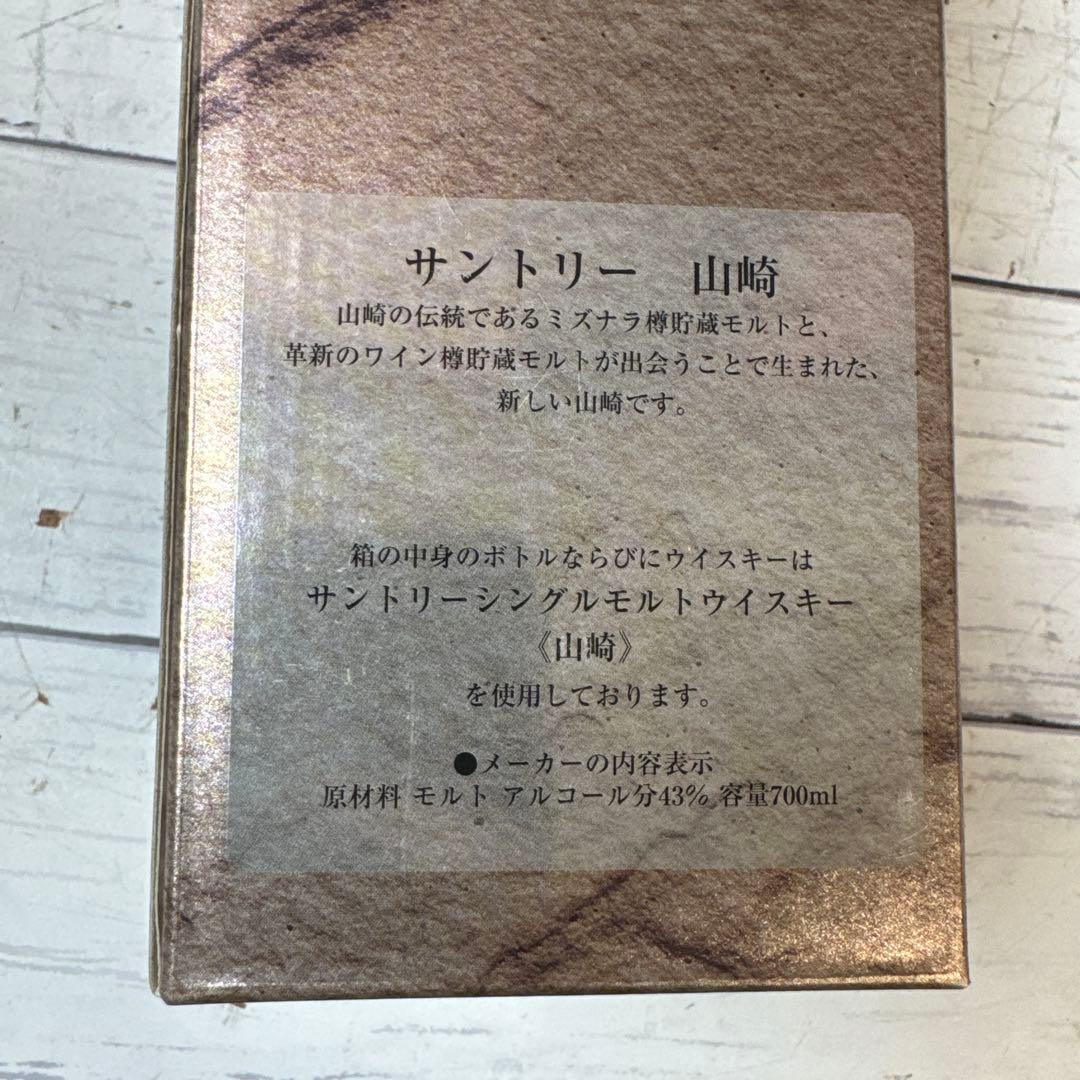 サントリー 山崎
山崎の伝統であるミズナラ樽貯蔵モルトと、
革新のワイン樽貯蔵モルトが出会うことで生まれた、
新しい山崎です。
箱の中身のボトルならびにウイスキーは
サンドリーシングルモルトウイスキー
《山崎》
を使用しております。
●メーカーの内容表示
原材料 モルト アルコール分43% 容量700ml